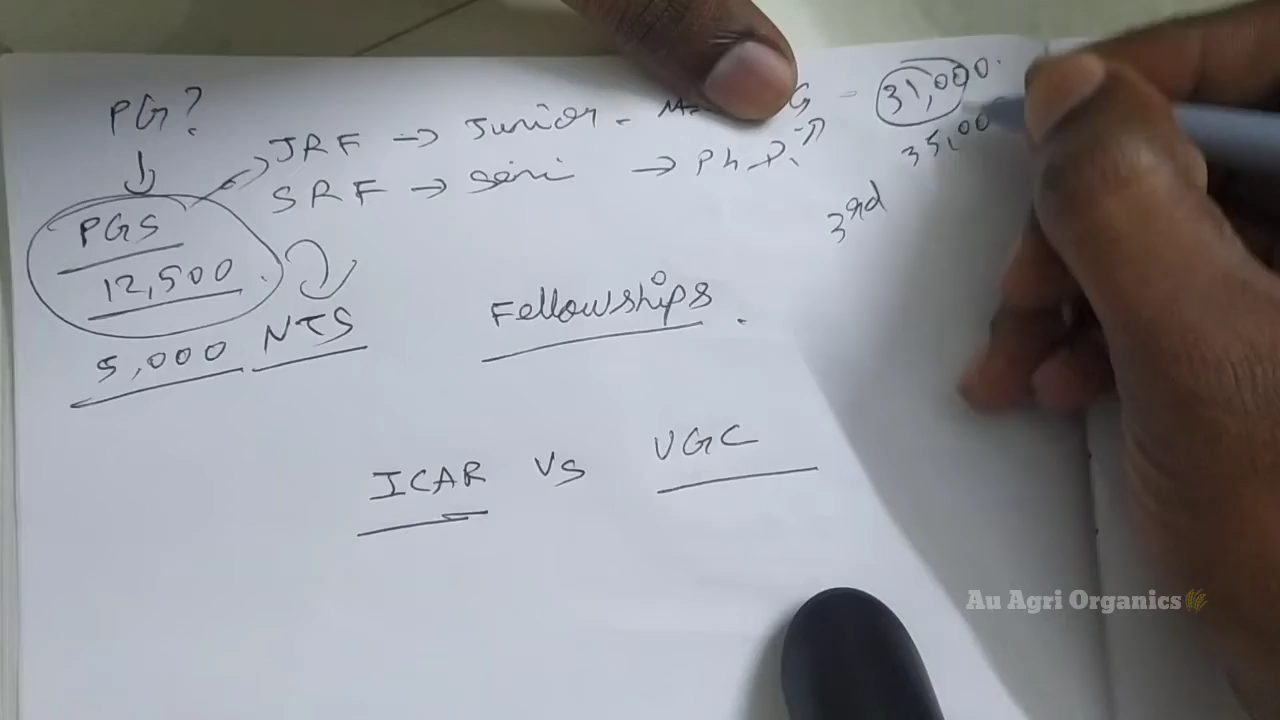 PG?
JRF → Junior - G - 31,000.
SRF → Seni → Ph.D. 35,00
PGS
12,500
3rd
5,000 NTS
Fellowships.
ICAR Vs UGC
Au Agri Organics